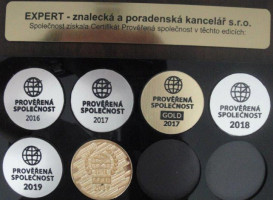 EXPERT - znalecká a poradenská kancelář s.r.o.
Společnost získala Certifikát Prověřená společnost v těchto edicích:
PROVĚŘENÁ
SPOLEČNOST
2016
PROVĚŘENÁ
SPOLEČNOST
2017
PROVĚŘENÁ
SPOLEČNOST
GOLD
2017
PROVĚŘENÁ
SPOLEČNOST
2018
PROVĚŘENÁ
SPOLEČNOST
2019